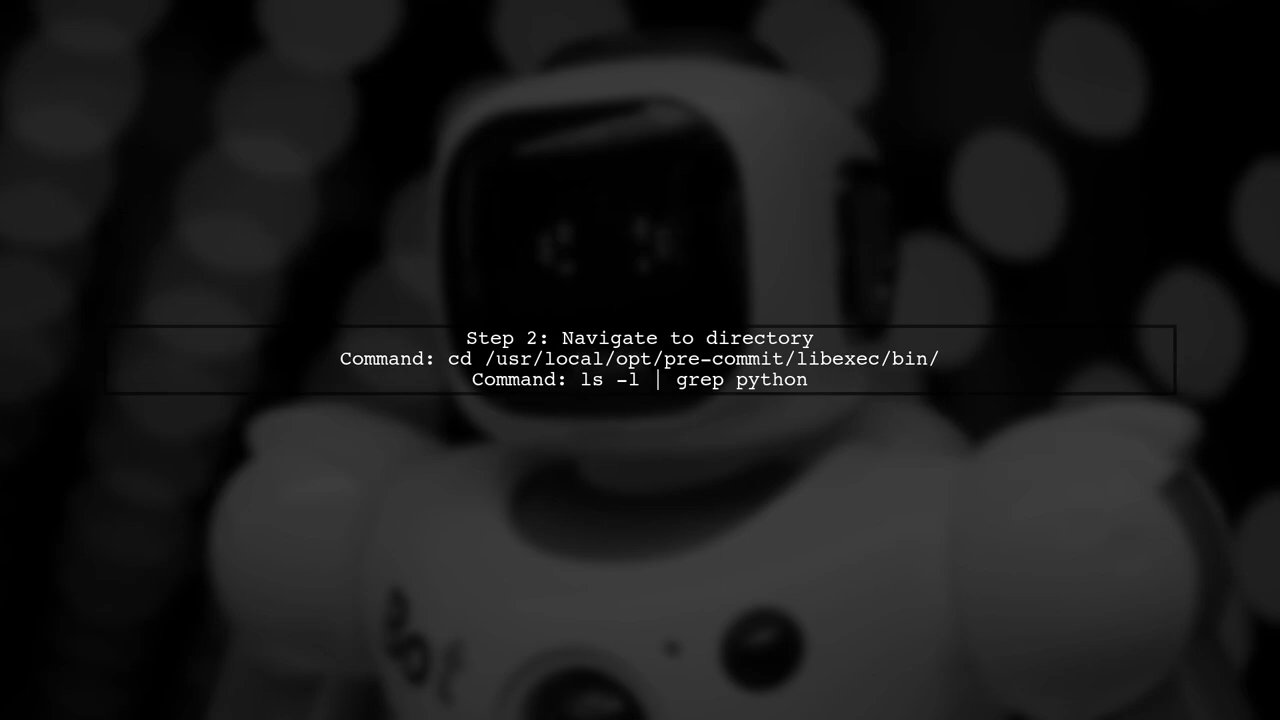 Step 2: Navigate to directory
Command: cd /usr/local/opt/pre-commit/libexec/bin/
Command: ls -l | grep python